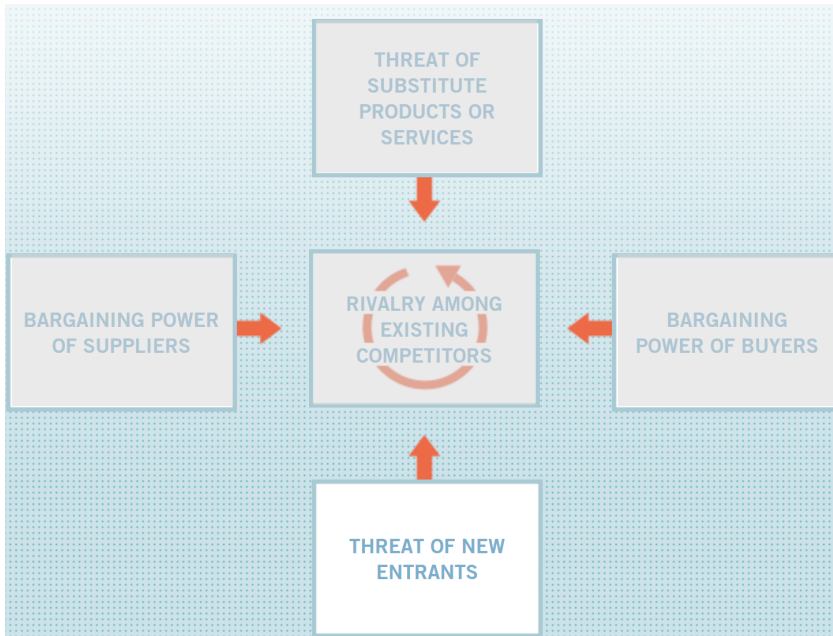 THREAT OF
SUBSTITUTE
PRODUCTS OR
SERVICES
BARGAINING POWER
OF SUPPLIERS
RIVALRY AMONG
EXISTING
COMPETITORS
BARGAINING
POWER OF BUYERS
THREAT OF NEW
ENTRANTS